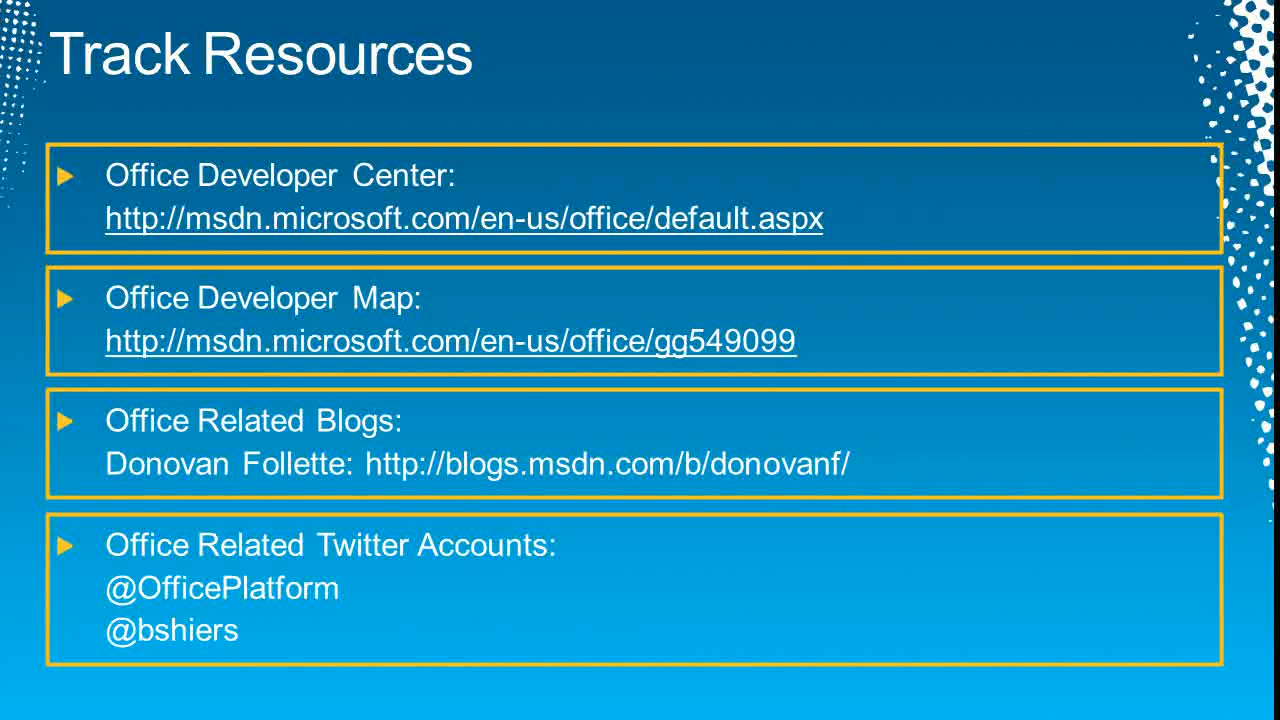 Track Resources
Office Developer Center:
http://msdn.microsoft.com/en-us/office/default.aspx
Office Developer Map:
http://msdn.microsoft.com/en-us/office/gg549099
Office Related Blogs:
Donovan Follette: http://blogs.msdn.com/b/donovanf/
Office Related Twitter Accounts:
@OfficePlatform
@bshiers